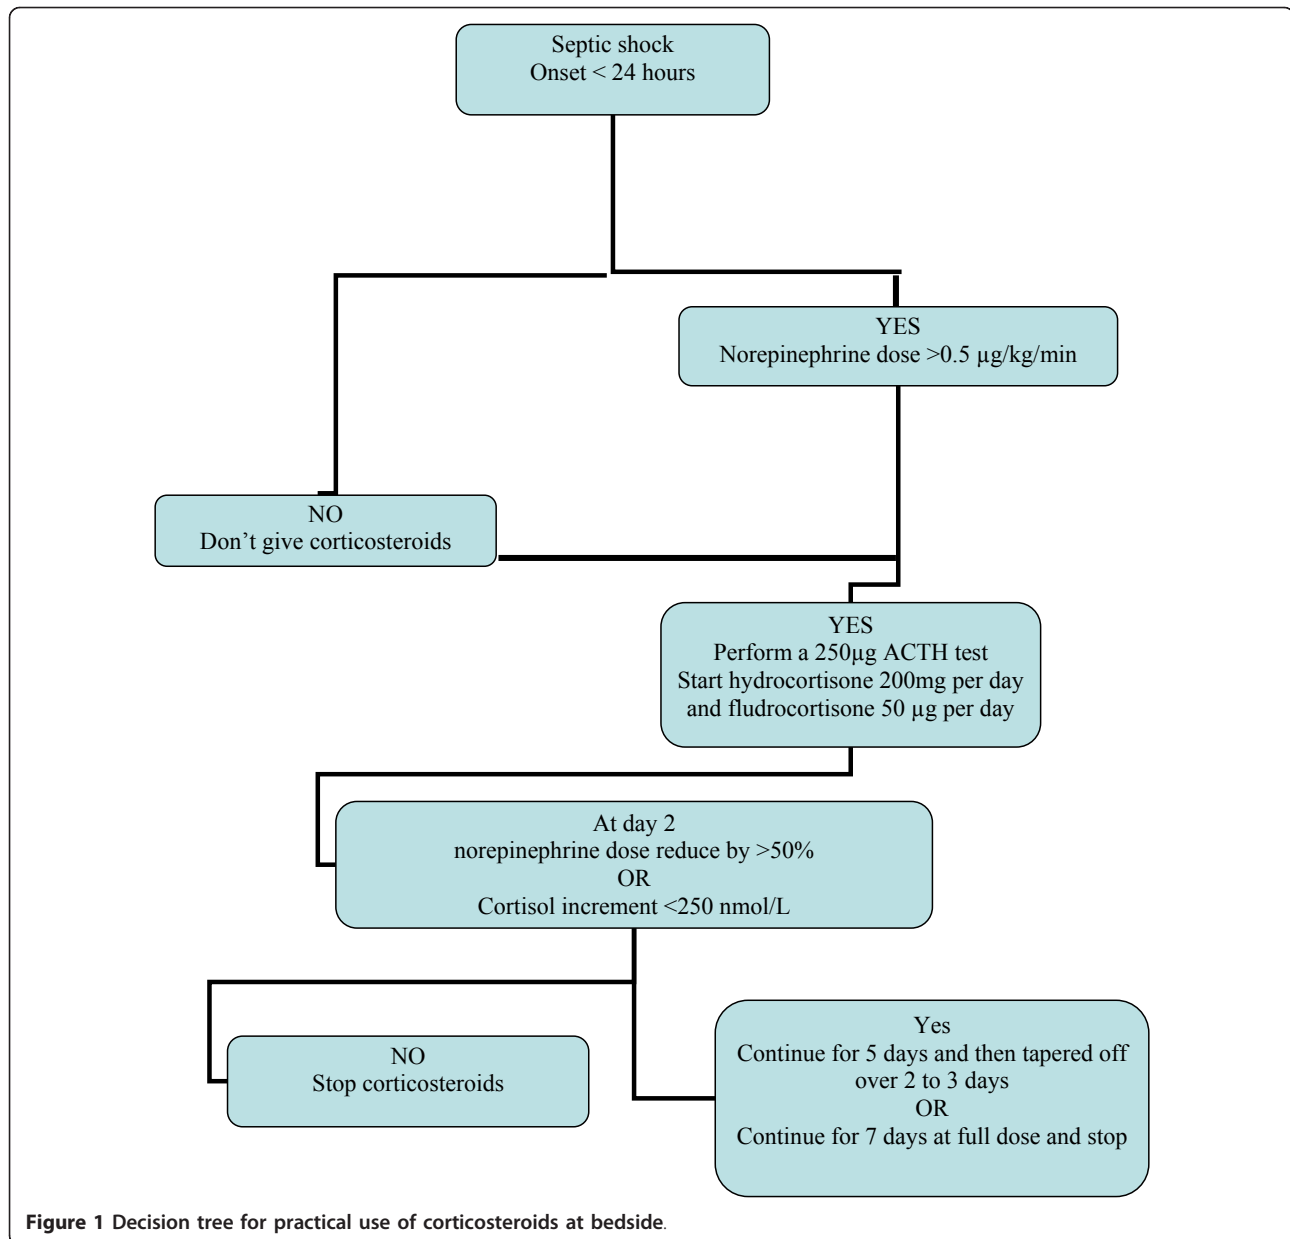 Septic shock
Onset < 24 hours
YES
Norepinephrine dose >0.5 µg/kg/min
NO
Don’t give corticosteroids
YES
Perform a 250µg ACTH test
Start hydrocortisone 200mg per day
and fludrocortisone 50 µg per day
At day 2
norepinephrine dose reduce by >50%
OR
Cortisol increment <250 nmol/L
NO
Stop corticosteroids
Yes
Continue for 5 days and then tapered off
over 2 to 3 days
OR
Continue for 7 days at full dose and stop
Figure 1 Decision tree for practical use of corticosteroids at bedside.